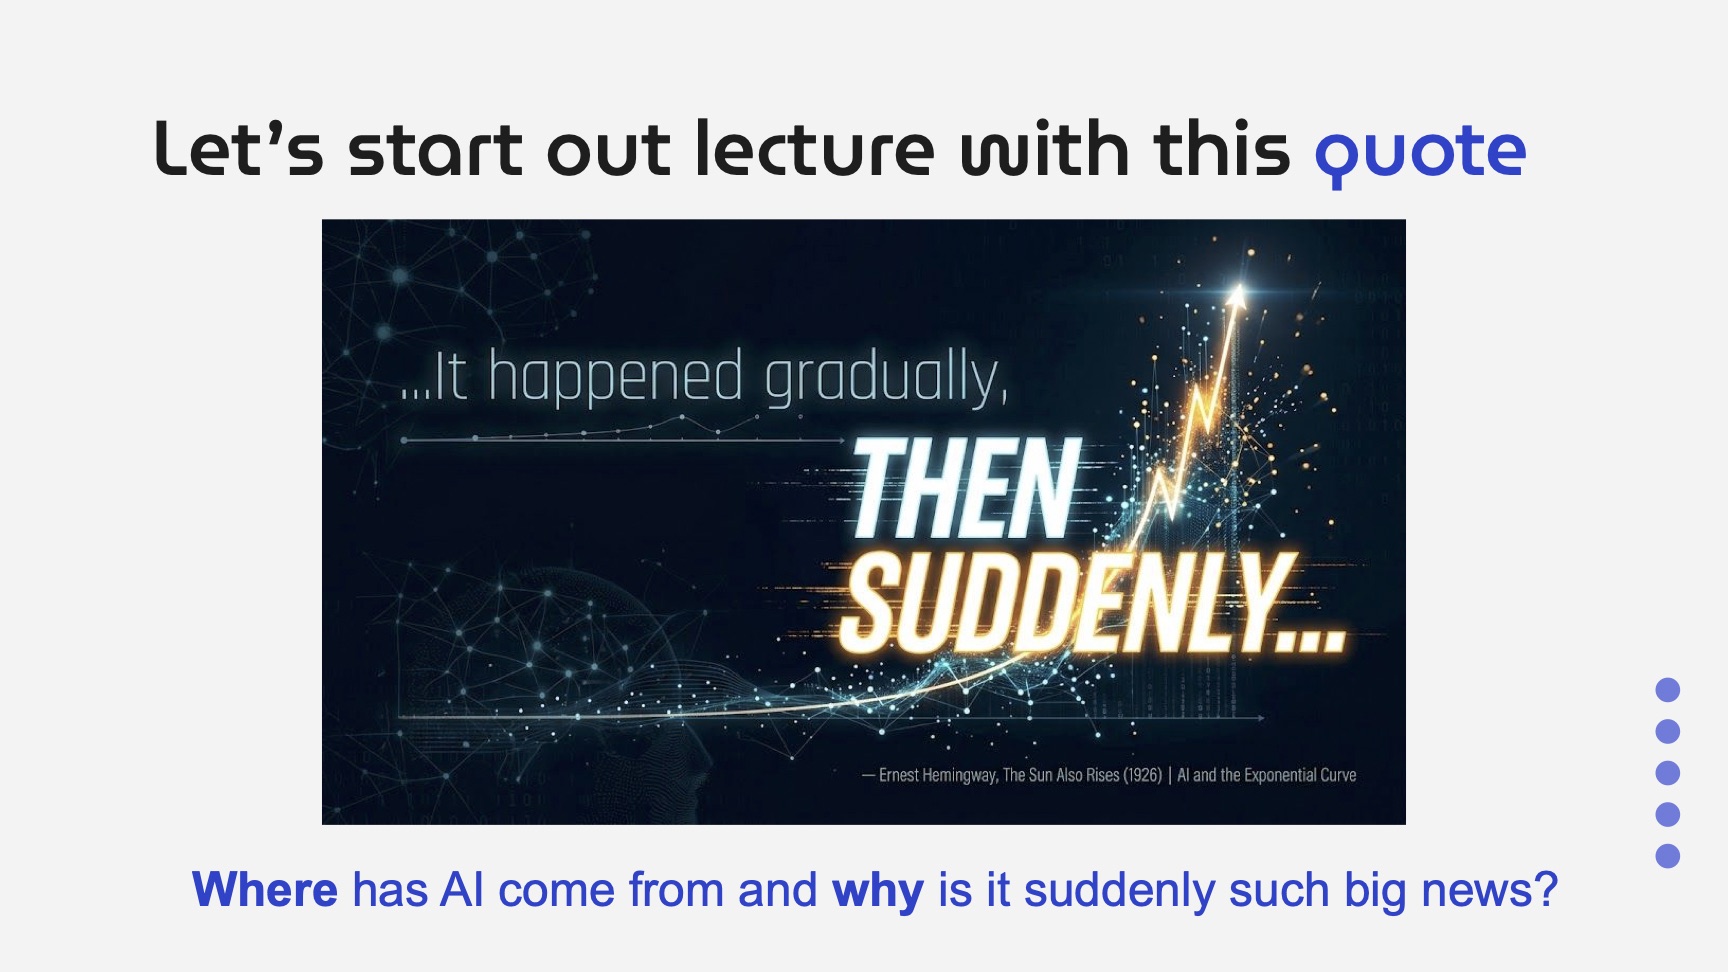 Let's start out lecture with this quote
...It happened gradually,
THEN
SUDDENLY...
— Ernest Hemingway, The Sun Also Rises (1926) | AI and the Exponential Curve
Where has AI come from and why is it suddenly such big news?